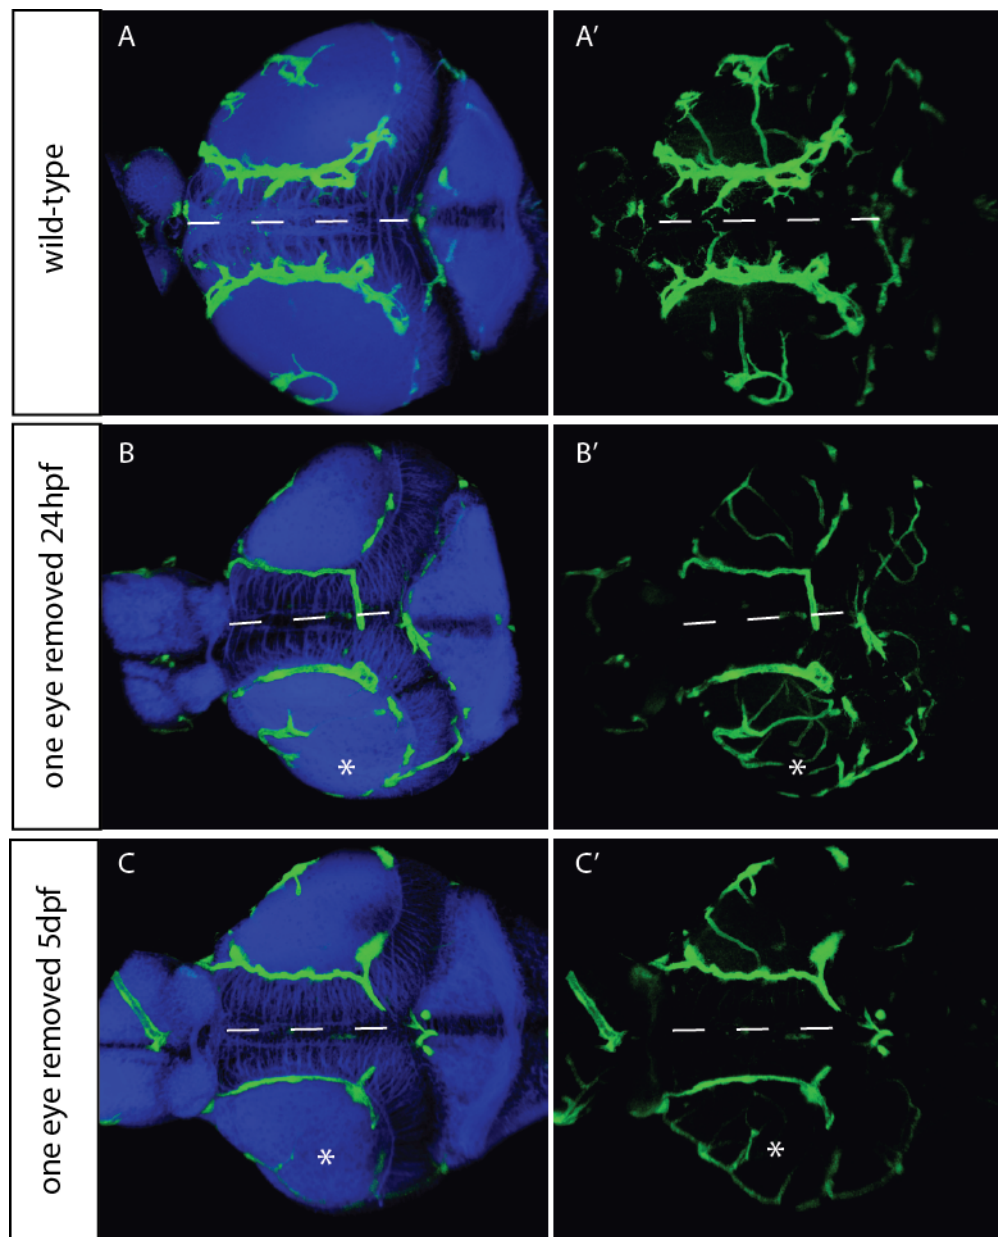 wild-type
A
A'
one eye removed 24hpf
B
B'
*
*
one eye removed 5dpf
C
C'
*
*